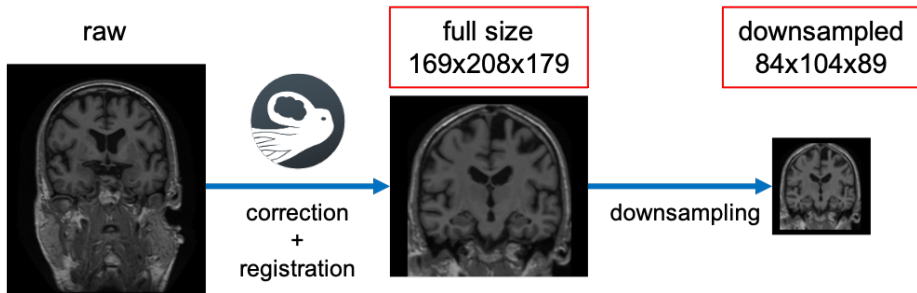 raw
full size
169x208x179
downsampled
84x104x89
correction
+
registration
downsampling